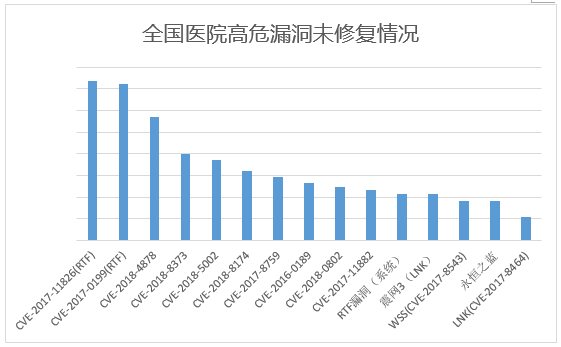 全国医院高危漏洞未修复情况
CVE-2017-11826(RTF)
CVE-2017-0199(RTF)
CVE-2018-4878
CVE-2018-8373
CVE-2018-5002
CVE-2018-8174
CVE-2017-8759
CVE-2016-0189
CVE-2018-0802
CVE-2017-11882
RTF漏洞（系统）
震网3（LNK）
WSS(CVE-2017-8543)
永恒之蓝
LNK(CVE-2017-8464)